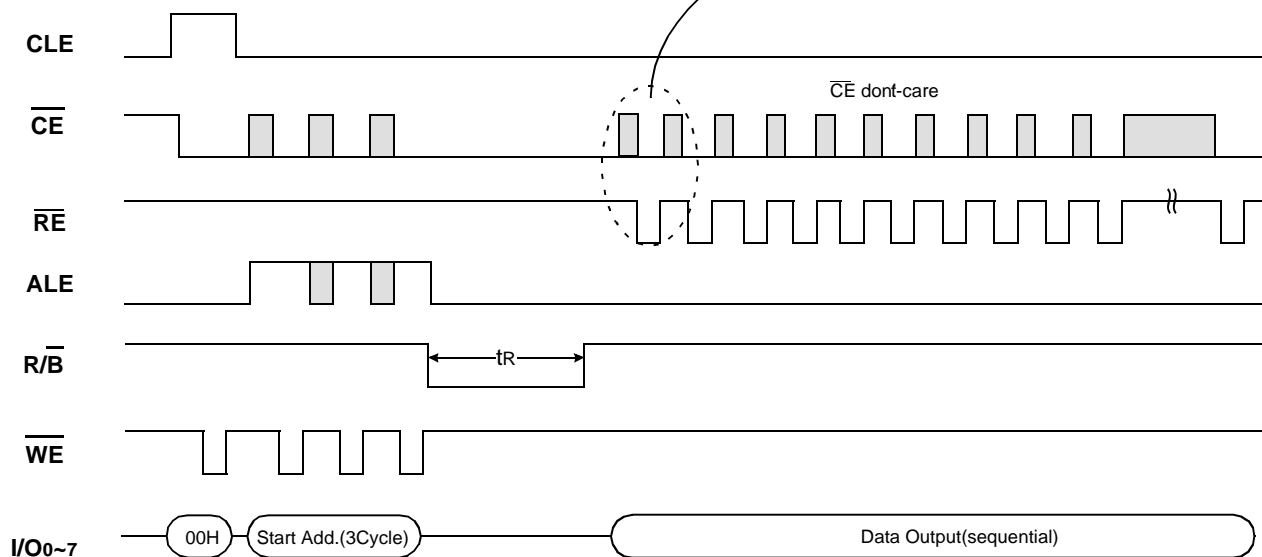 CLE
CE dont-care
CE
RE
ALE
R/B
tR
WE
I/O0~7
00H
Start Add.(3Cycle)
Data Output(sequential)